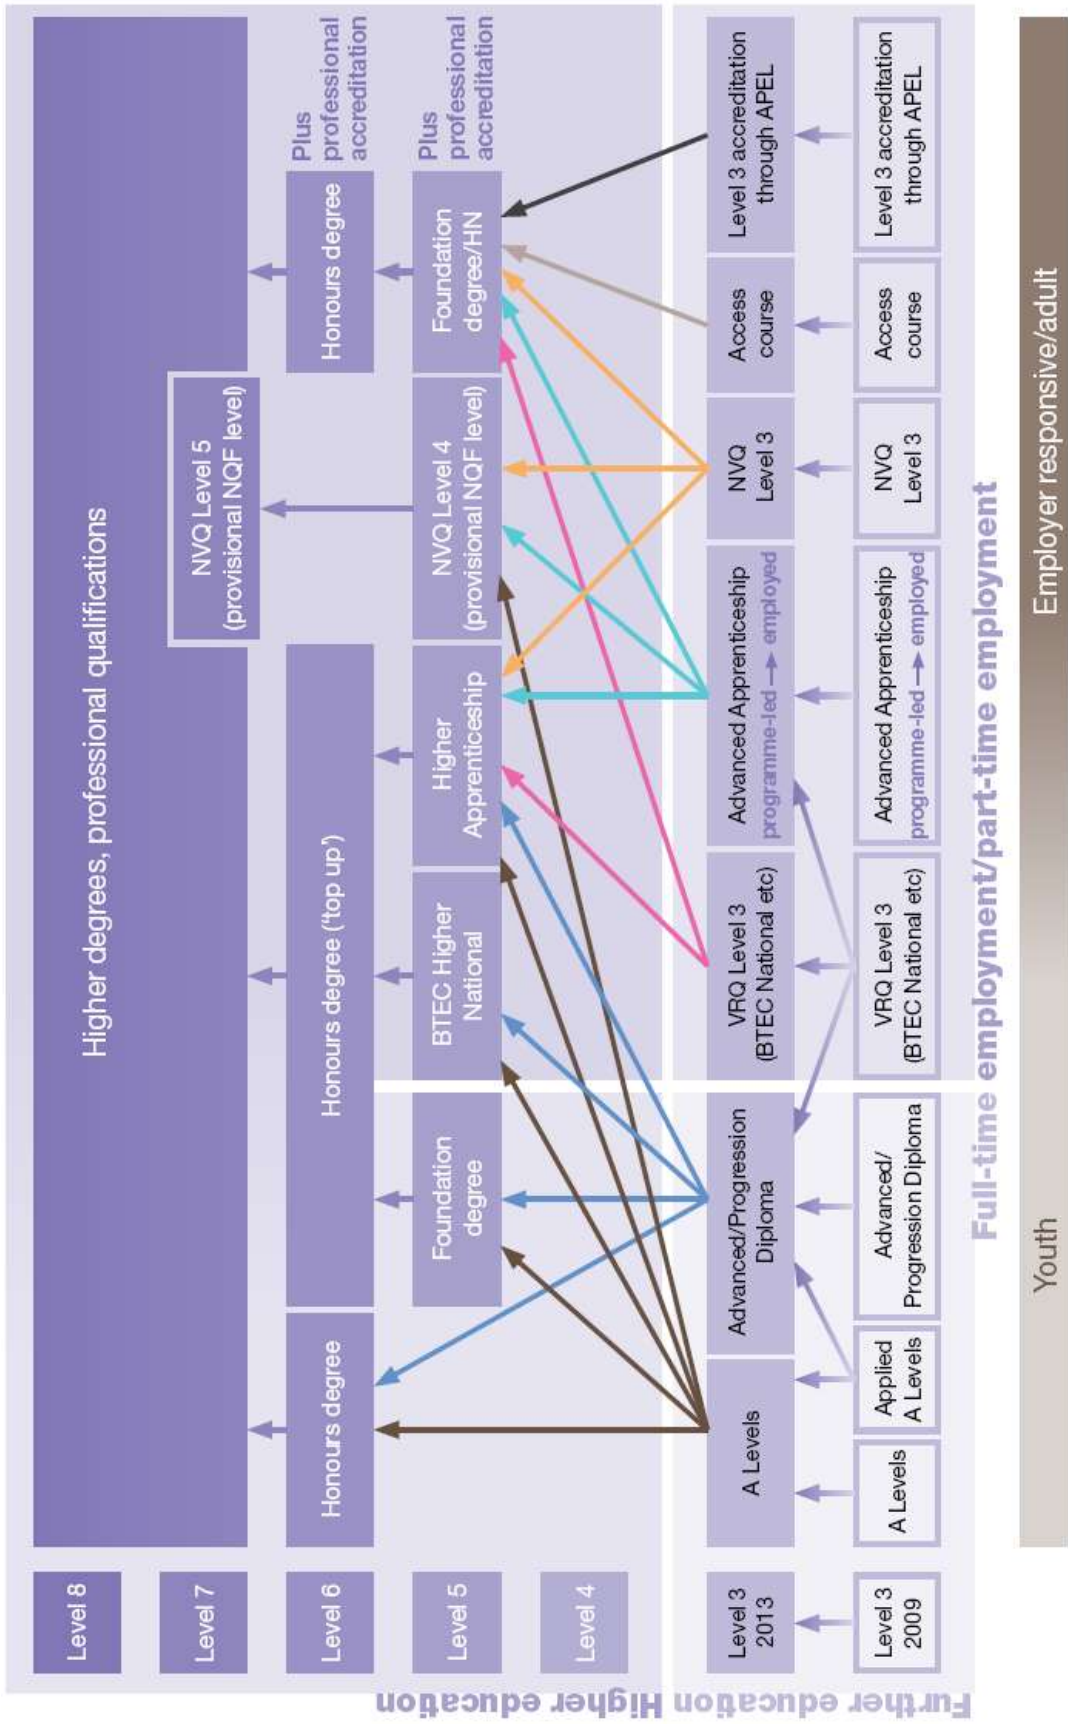 Higher degrees, professional qualifications
NVQ Level 5
(provisional NQF level)
Honours degree
Honours degree ('top up')
Honours degree
Plus
professional
accreditation
Foundation
degree
BTEC Higher
National
Higher
Apprenticeship
NVQ Level 4
(provisional NQF level)
Foundation
degree/HN
Plus
professional
accreditation
A Levels
Advanced/Progression
Diploma
VRQ Level 3
(BTEC National etc)
Advanced Apprenticeship
programme-led → employed
NVQ
Level 3
Access
course
Level 3 accreditation
through APEL
A Levels
Applied
A Levels
Advanced/
Progression Diploma
VRQ Level 3
(BTEC National etc)
Advanced Apprenticeship
programme-led → employed
NVQ
Level 3
Access
course
Level 3 accreditation
through APEL
Level 8
Level 7
Level 6
Level 5
Level 4
Level 3
2013
Level 3
2009
Higher education
Further education
Full-time employment/part-time employment
Youth
Employer responsive/adult